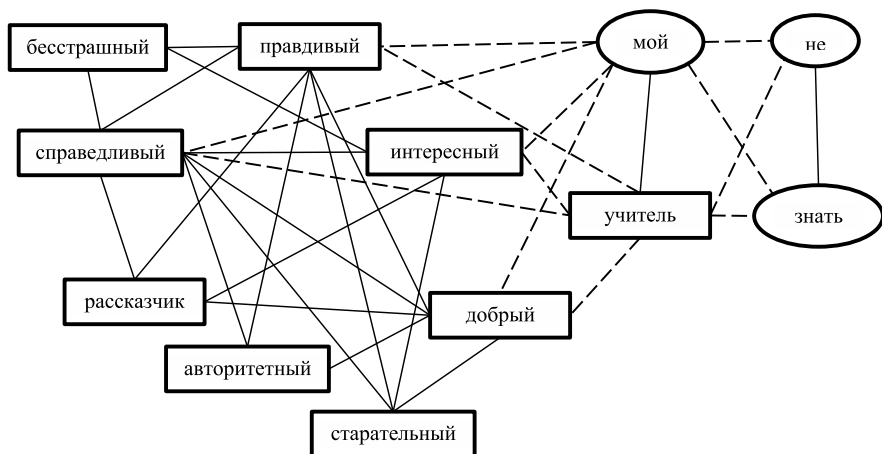 бесстрашный
правдивый
мой
не
справедливый
интересный
учитель
знать
рассказчик
добрый
авторитетный
старательный